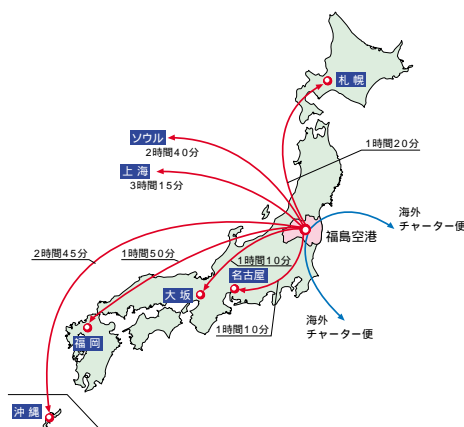 札幌
ソウル
2時間40分
1時間20分
上海
3時間15分
海外
チャーター便
福島空港
2時間45分
1時間50分
1時間10分
名古屋
大坂
海外
チャーター便
1時間10分
福岡
沖縄